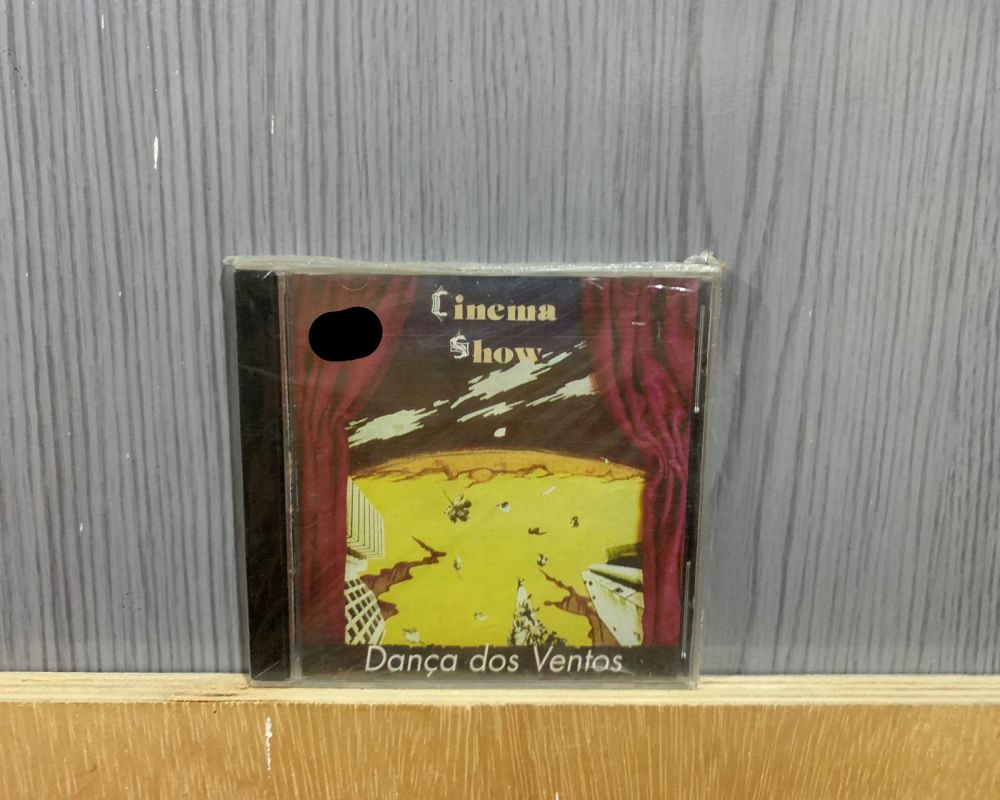 Cinema
Show
Dança dos Ventos